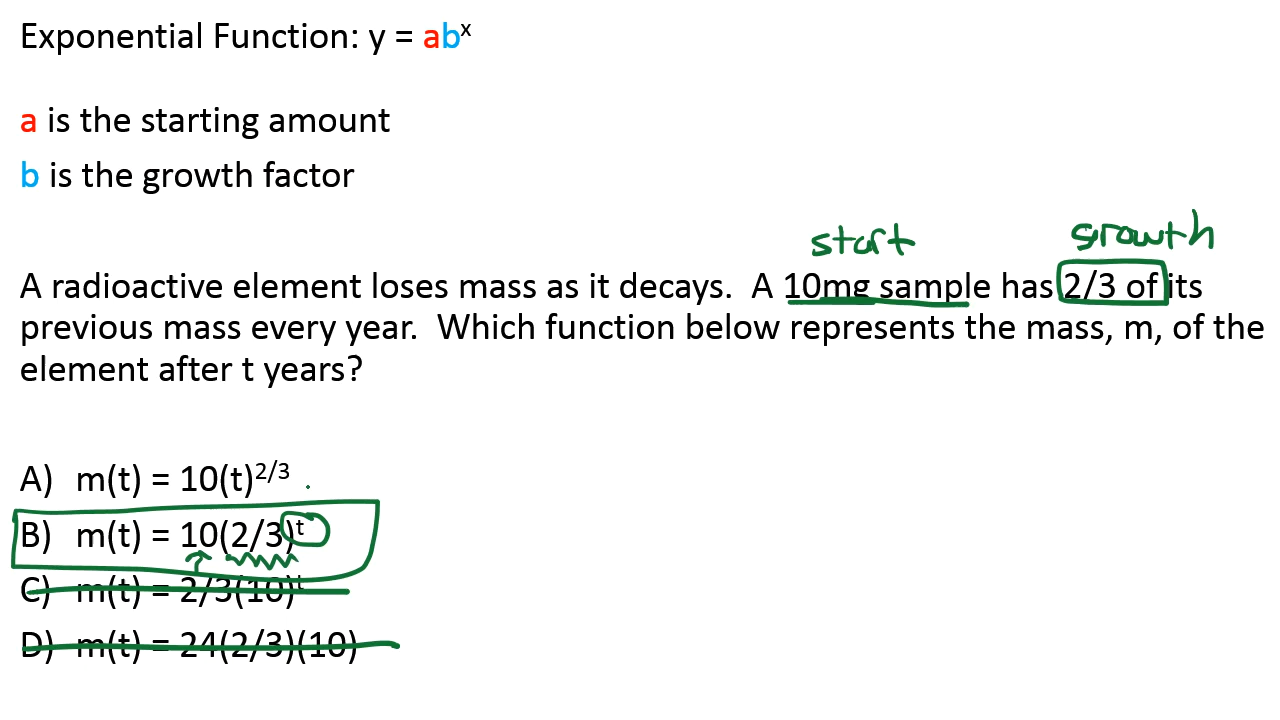 Exponential Function: y = abˣ
a is the starting amount
b is the growth factor
start growth
A radioactive element loses mass as it decays. A 10mg sample has 2/3 of its
previous mass every year. Which function below represents the mass, m, of the
element after t years?
A) m(t) = 10(t)^2/3
B) m(t) = 10(2/3)^t
C) m(t) = 2/3(10)^t
D) m(t) = 24(2/3)(10)